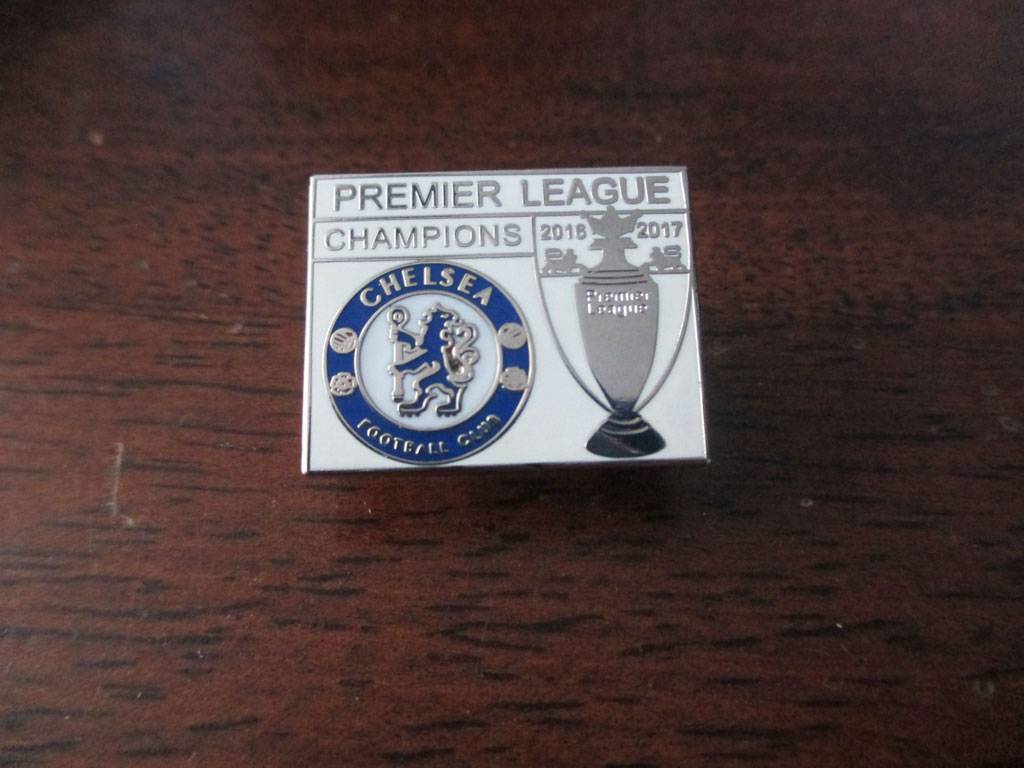 PREMIER LEAGUE
CHAMPIONS
2016 2017
CHELSEA
FOOTBALL CLUB
Premier
League